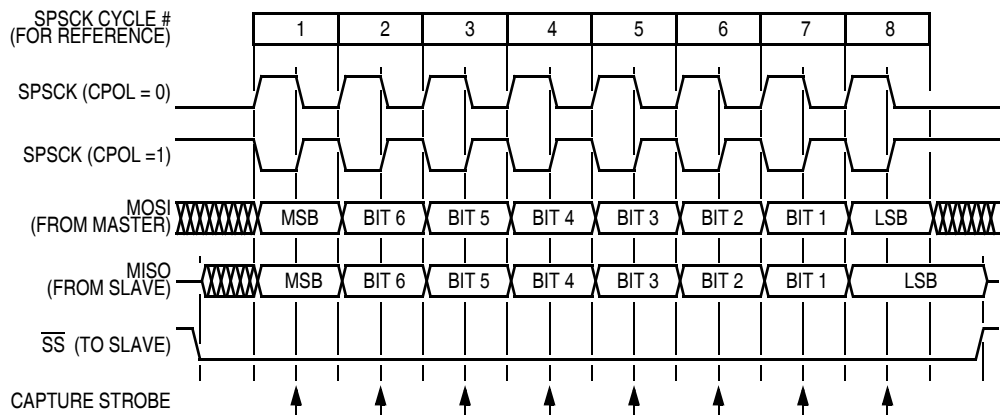 SPSCK CYCLE #
(FOR REFERENCE)
1 2 3 4 5 6 7 8
SPSCK (CPOL = 0)
SPSCK (CPOL =1)
MOSI
(FROM MASTER)
MSB BIT 6 BIT 5 BIT 4 BIT 3 BIT 2 BIT 1 LSB
MISO
(FROM SLAVE)
MSB BIT 6 BIT 5 BIT 4 BIT 3 BIT 2 BIT 1 LSB
SS (TO SLAVE)
CAPTURE STROBE